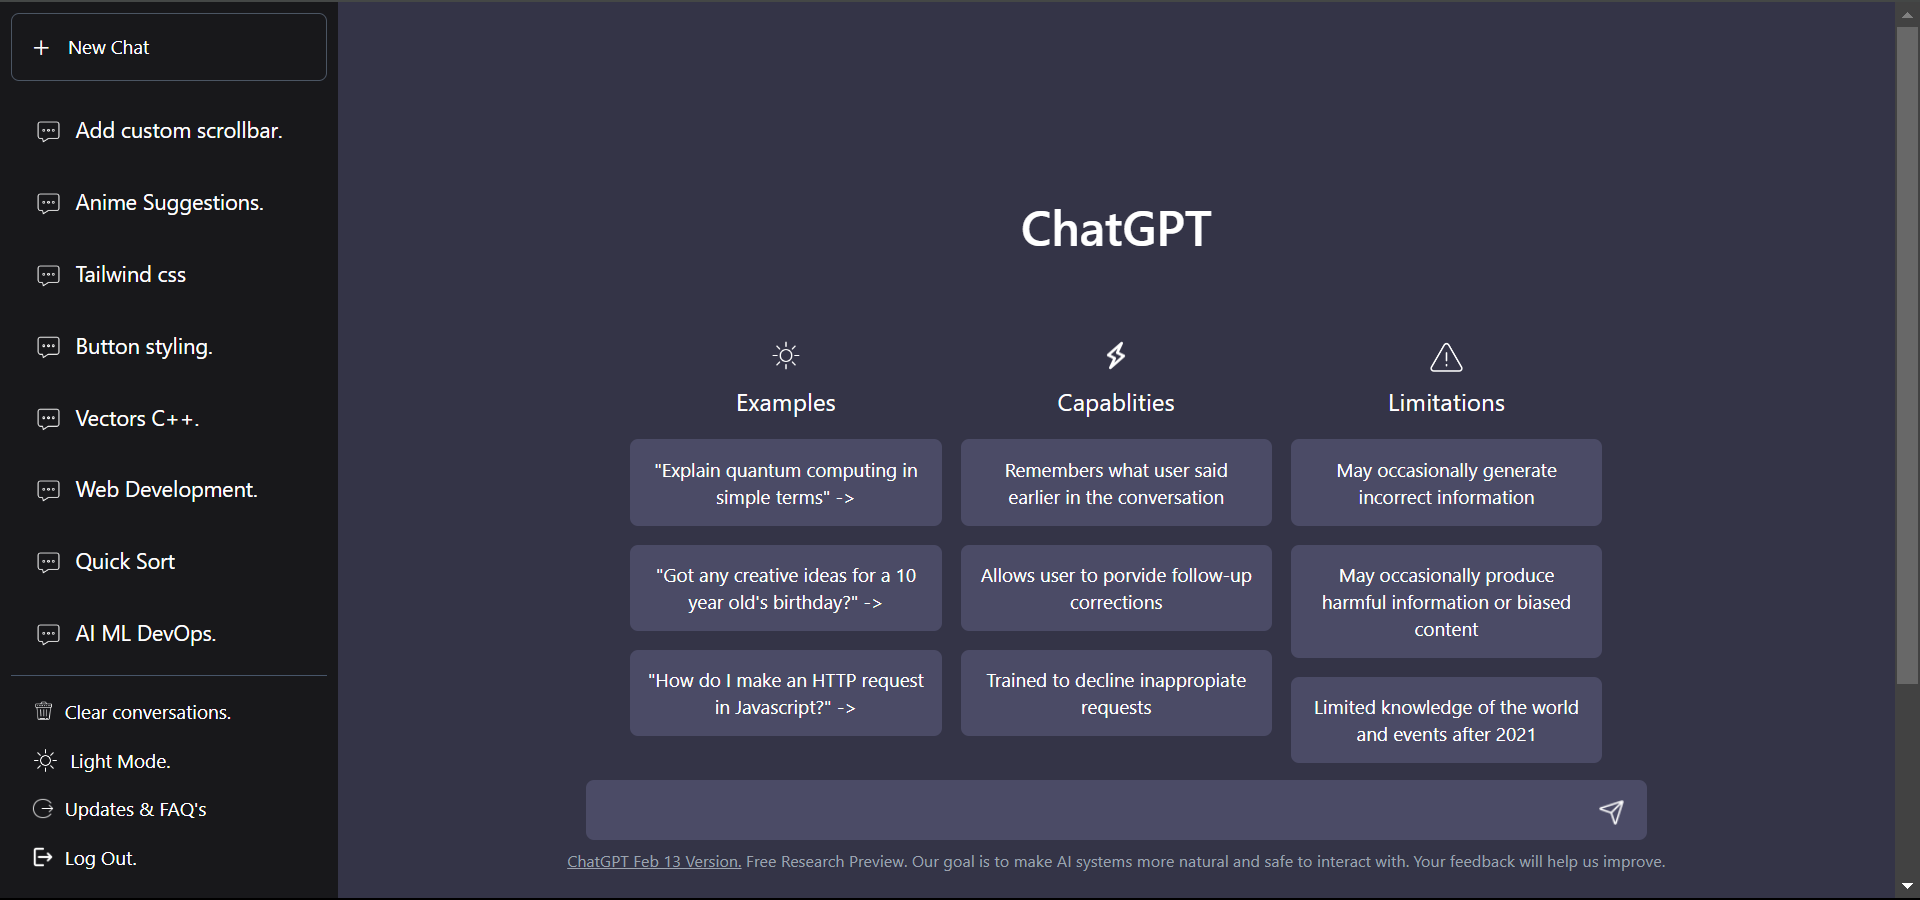 New Chat
Add custom scrollbar.
Anime Suggestions.
Tailwind css
Button styling.
Vectors C++.
Web Development.
Quick Sort
AI ML DevOps.
Clear conversations.
Light Mode.
Updates & FAQ's
Log Out.
ChatGPT
Examples
"Explain quantum computing in
simple terms" ->
"Got any creative ideas for a 10
year old's birthday?" ->
"How do I make an HTTP request
in Javascript?" ->
Capablities
Remembers what user said
earlier in the conversation
Allows user to porvide follow-up
corrections
Trained to decline inappropiate
requests
Limitations
May occasionally generate
incorrect information
May occasionally produce
harmful information or biased
content
Limited knowledge of the world
and events after 2021
ChatGPT Feb 13 Version. Free Research Preview. Our goal is to make AI systems more natural and safe to interact with. Your feedback will help us improve.